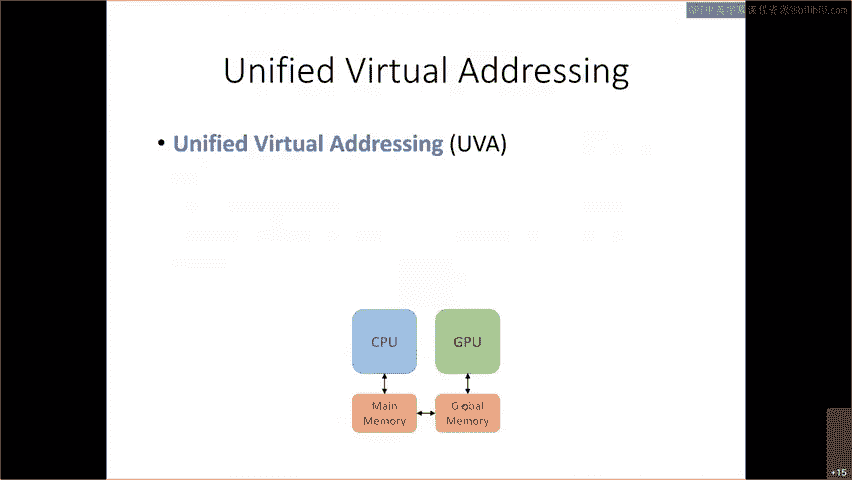 Unified Virtual Addressing
• Unified Virtual Addressing (UVA)
CPU
GPU
Main
Memory
Global
Memory
+15